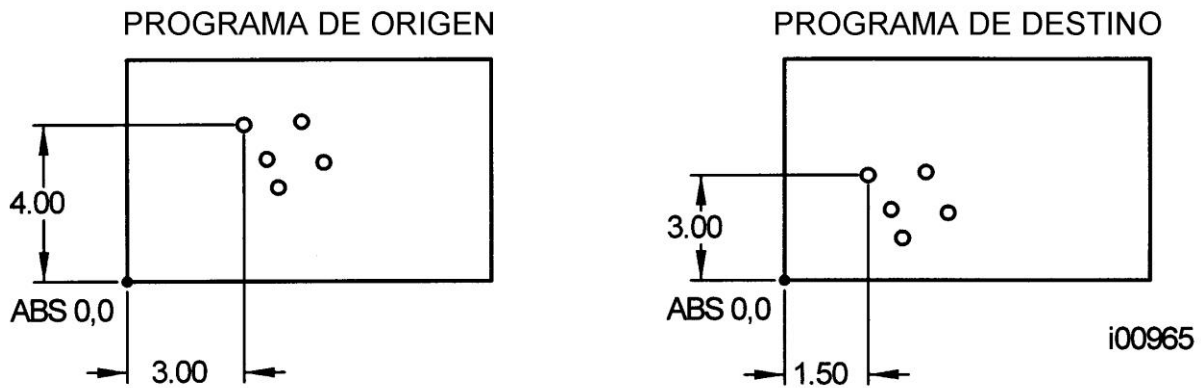 PROGRAMA DE ORIGEN
4.00
ABS 0,0
3.00
PROGRAMA DE DESTINO
3.00
ABS 0,0
1.50
i00965